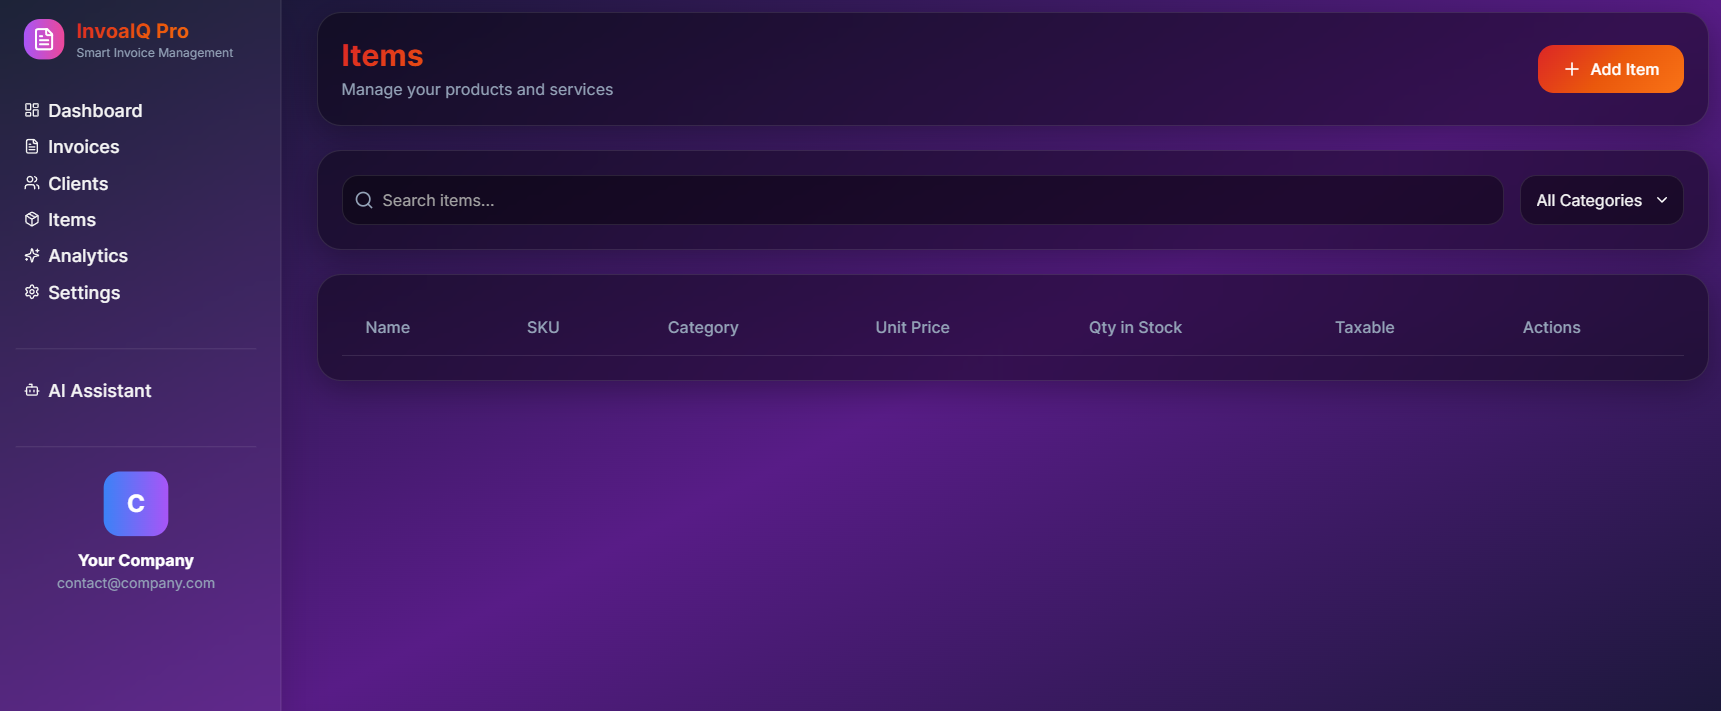 InvoaIQ Pro
Smart Invoice Management
Dashboard
Invoices
Clients
Items
Analytics
Settings
AI Assistant
C
Your Company
contact@company.com
Items
Manage your products and services
Add Item
Search items...
All Categories
Name SKU Category Unit Price Qty in Stock Taxable Actions